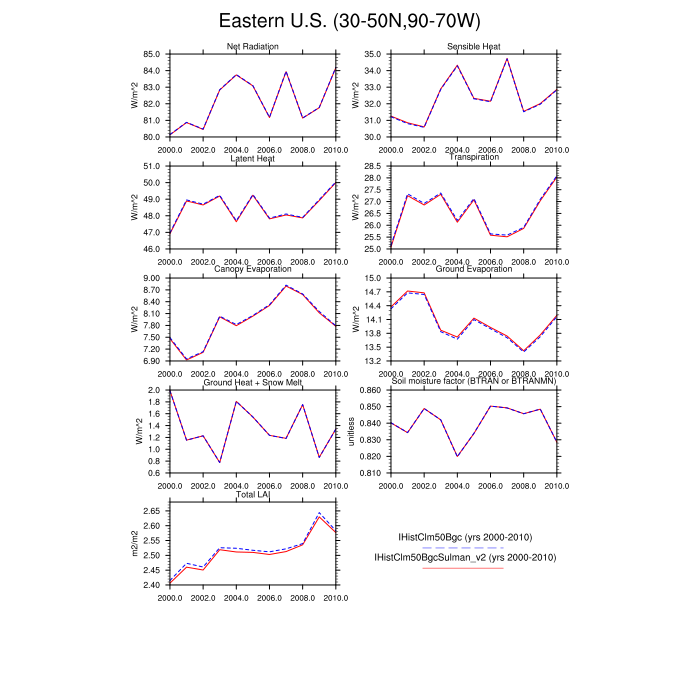 Eastern U.S. (30-50N,90-70W)
Net Radiation
W/m^2
85.0
84.0
83.0
82.0
81.0
80.0
2000.0 2002.0 2004.0 2006.0 2008.0 2010.0
Sensible Heat
W/m^2
35.0
34.0
33.0
32.0
31.0
30.0
2000.0 2002.0 2004.0 2006.0 2008.0 2010.0
Latent Heat
W/m^2
51.0
50.0
49.0
48.0
47.0
46.0
2000.0 2002.0 2004.0 2006.0 2008.0 2010.0
Transpiration
W/m^2
28.5
28.0
27.5
27.0
26.5
26.0
25.5
25.0
2000.0 2002.0 2004.0 2006.0 2008.0 2010.0
Canopy Evaporation
W/m^2
9.00
8.70
8.40
8.10
7.80
7.50
7.20
6.90
2000.0 2002.0 2004.0 2006.0 2008.0 2010.0
Ground Evaporation
W/m^2
15.0
14.7
14.4
14.1
13.8
13.5
13.2
2000.0 2002.0 2004.0 2006.0 2008.0 2010.0
Ground Heat + Snow Melt
W/m^2
2.0
1.8
1.6
1.4
1.2
1.0
0.8
0.6
2000.0 2002.0 2004.0 2006.0 2008.0 2010.0
Soil moisture factor (BTRAN or BTRANMN)
unitless
0.860
0.850
0.840
0.830
0.820
0.810
2000.0 2002.0 2004.0 2006.0 2008.0 2010.0
Total LAI
m2/m2
2.65
2.60
2.55
2.50
2.45
2.40
2000.0 2002.0 2004.0 2006.0 2008.0 2010.0
IHistClm50Bgc (yrs 2000-2010)
IHistClm50BgcSulman_v2 (yrs 2000-2010)